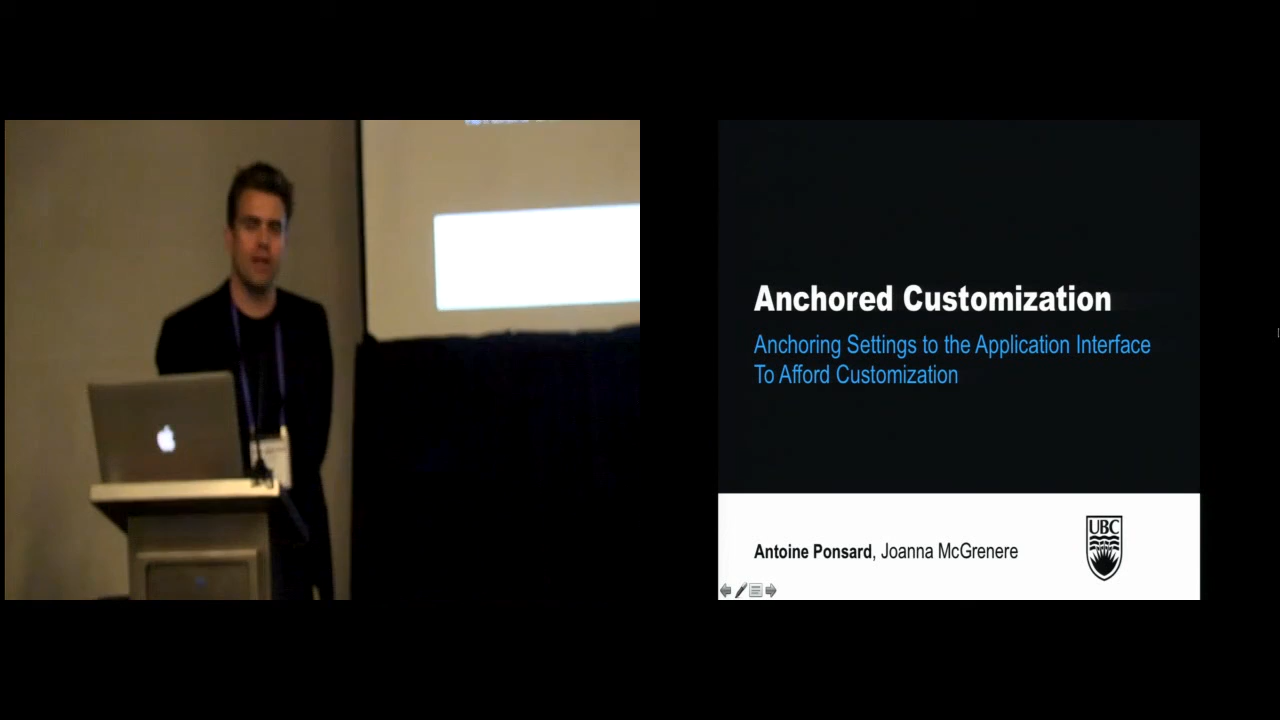 Anchored Customization
Anchoring Settings to the Application Interface
To Afford Customization
Antoine Ponsard, Joanna McGrenere
UBC